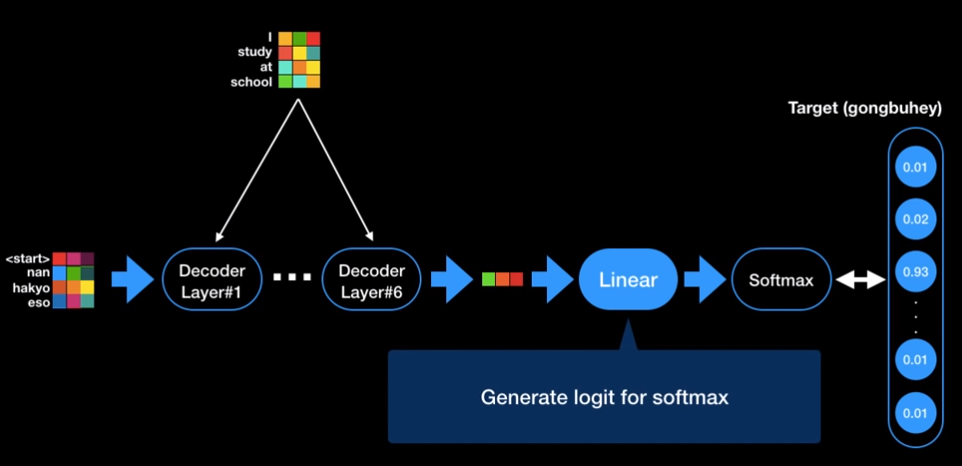 I
study
at
school
Target (gongbuhey)
0.01
0.02
0.93
0.01
0.01
<start>
nan
hakyo
eso
Decoder
Layer#1
Decoder
Layer#6
Linear
Softmax
Generate logit for softmax